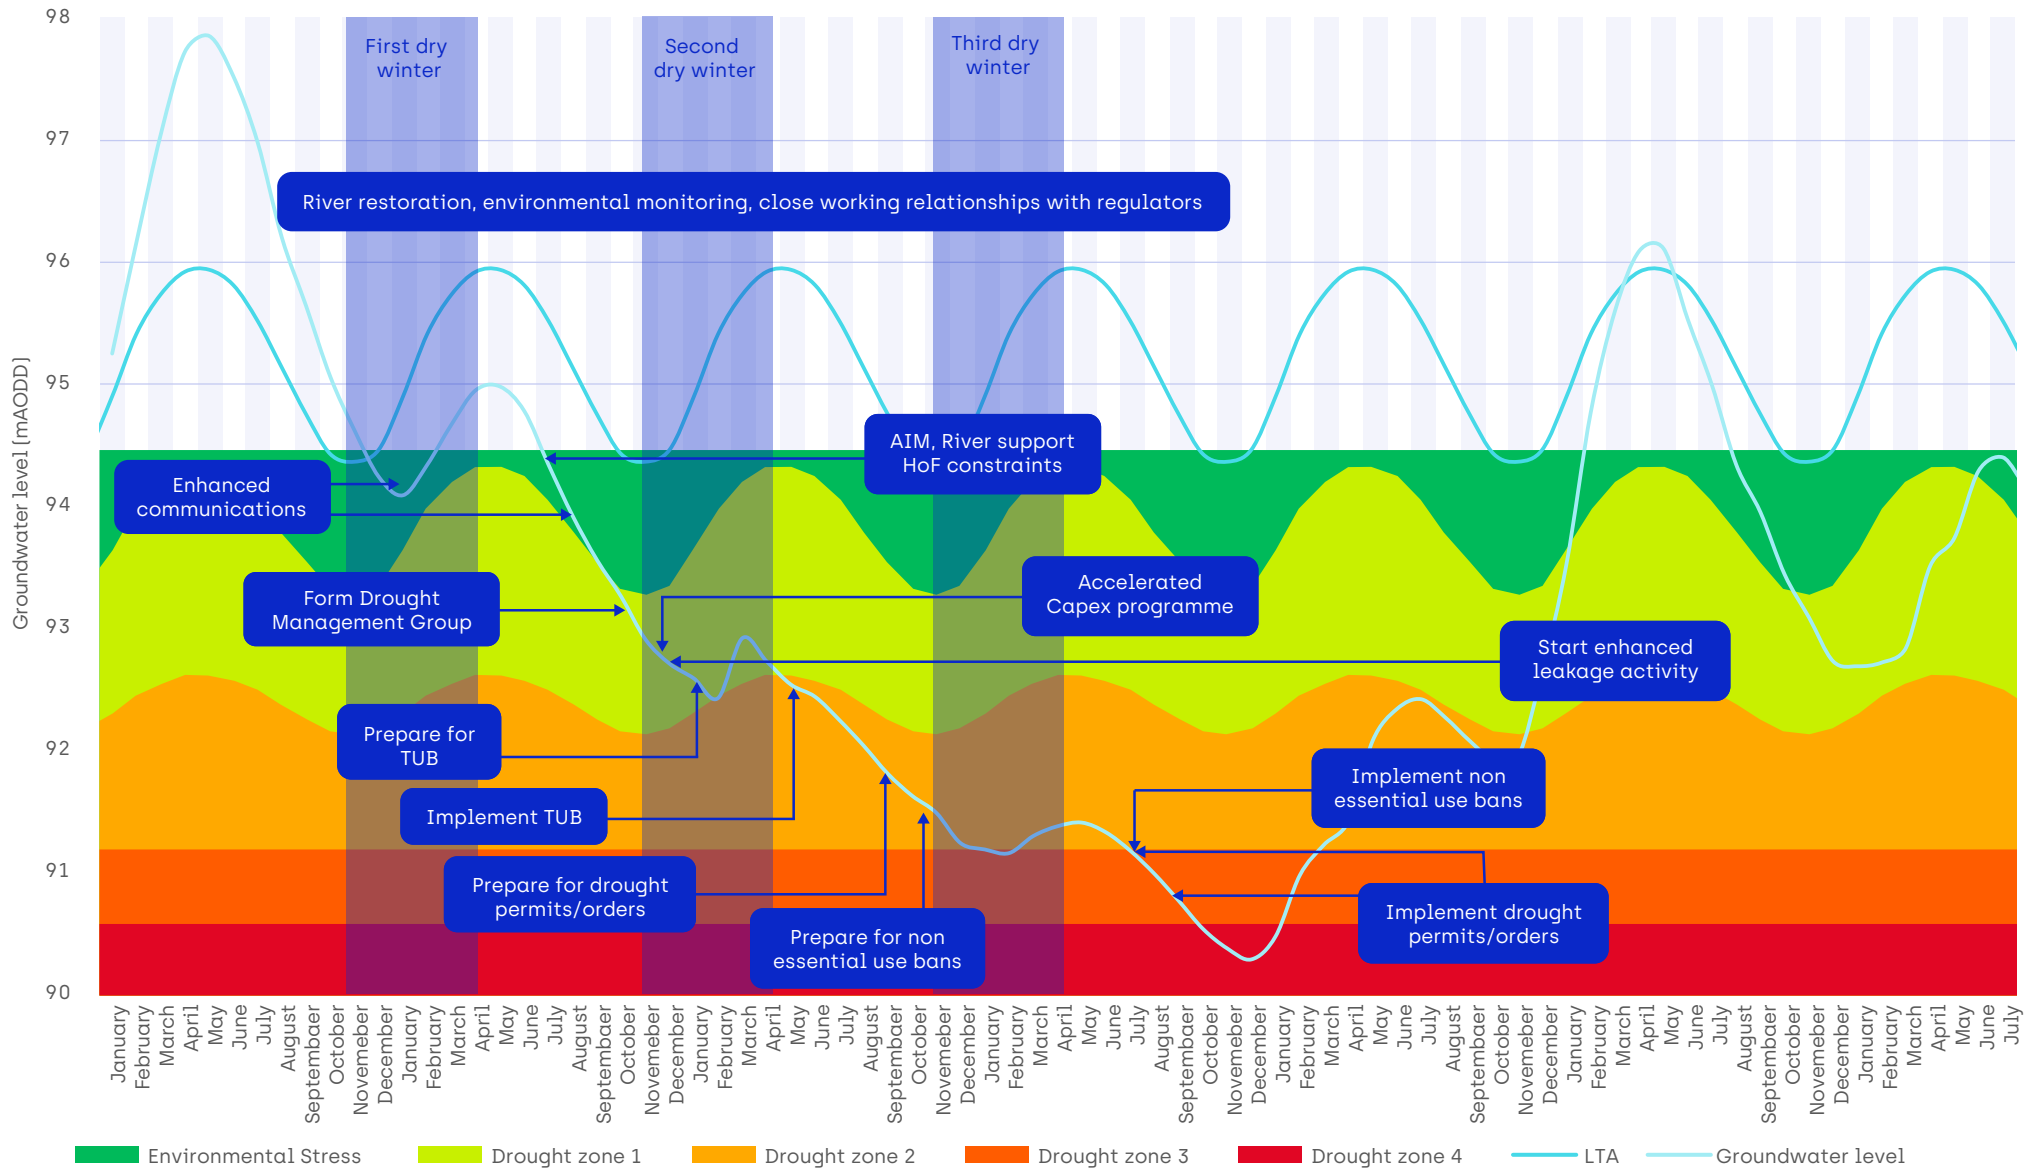 98
97
96
95
94
93
92
91
90
Groundwater level [mAODD]
First dry
winter
Second
dry winter
Third dry
winter
River restoration, environmental monitoring, close working relationships with regulators
AIM, River support
HoF constraints
Enhanced
communications
Form Drought
Management Group
Accelerated
Capex programme
Start enhanced
leakage activity
Prepare for
TUB
Implement TUB
Implement non
essential use bans
Prepare for drought
permits/orders
Prepare for non
essential use bans
Implement drought
permits/orders
January
February
March
April
May
June
July
August
Septembaer
October
Novemeber
December
January
February
March
April
May
June
July
August
Septembaer
October
Novemeber
December
January
February
March
April
May
June
July
August
Septembaer
October
Novemeber
December
January
February
March
April
May
June
July
August
Septembaer
October
Novemeber
December
January
February
March
April
May
June
July
August
Septembaer
October
Novemeber
December
January
February
March
April
May
June
July
August
Septembaer
October
Novemeber
December
January
February
March
April
May
June
July
Environmental Stress
Drought zone 1
Drought zone 2
Drought zone 3
Drought zone 4
LTA
Groundwater level